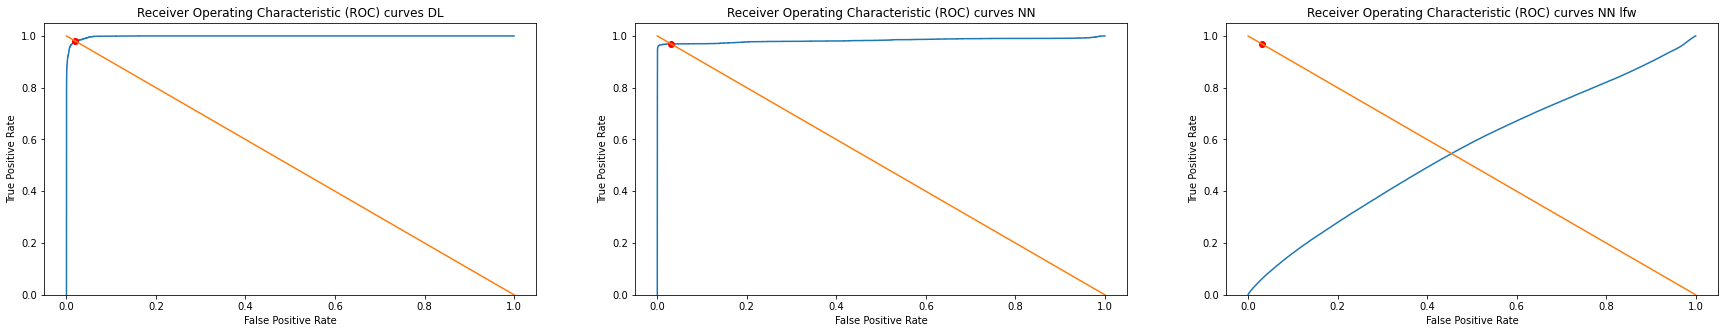 Receiver Operating Characteristic (ROC) curves DL
1.0
0.8
0.6
0.4
0.2
0.0
True Positive Rate
0.0 0.2 0.4 0.6 0.8 1.0
False Positive Rate
Receiver Operating Characteristic (ROC) curves NN
1.0
0.8
0.6
0.4
0.2
0.0
True Positive Rate
0.0 0.2 0.4 0.6 0.8 1.0
False Positive Rate
Receiver Operating Characteristic (ROC) curves NN lfw
1.0
0.8
0.6
0.4
0.2
0.0
True Positive Rate
0.0 0.2 0.4 0.6 0.8 1.0
False Positive Rate